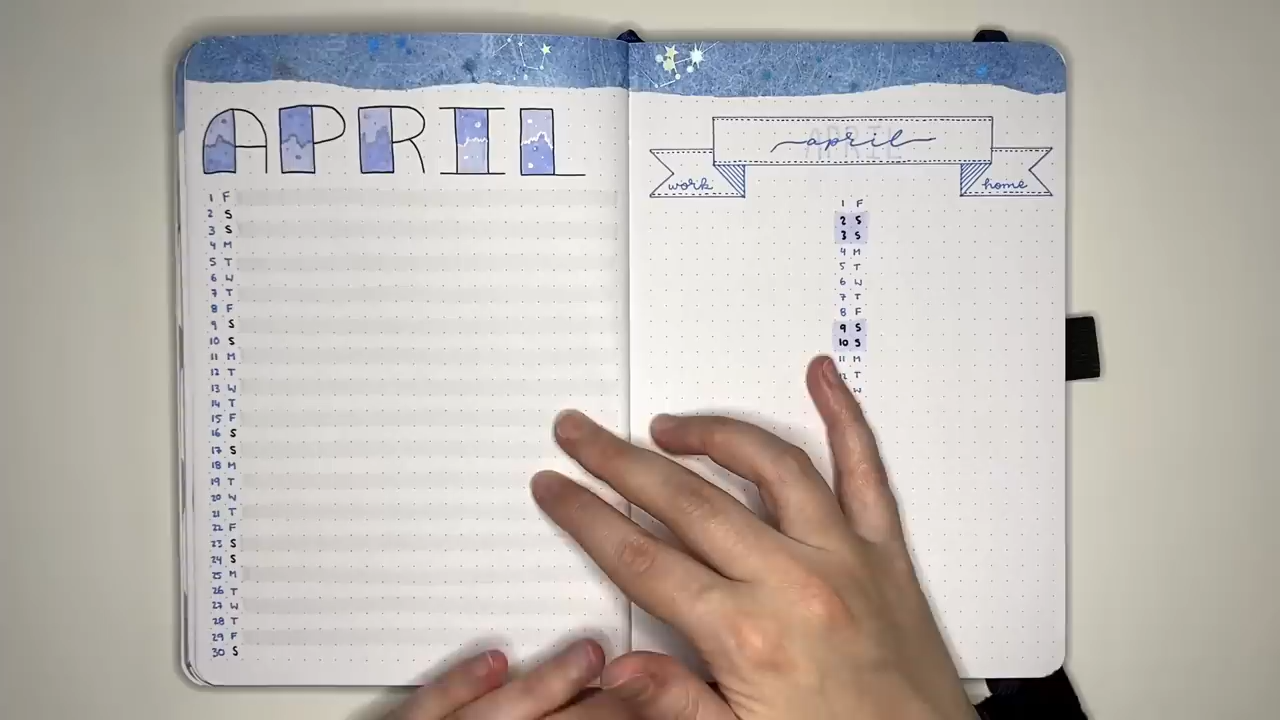 APRIL
1 F
2 S
3 S
4 M
5 T
6 W
7 T
8 F
9 S
10 S
11 M
12 T
13 W
14 T
15 F
16 S
17 S
18 M
19 T
20 W
21 T
22 F
23 S
24 S
25 M
26 T
27 W
28 T
29 F
30 S
april
APRIL
work home
1 F
2 S
3 S
4 M
5 T
6 W
7 T
8 F
9 S
10 S
11 M
12 T
W